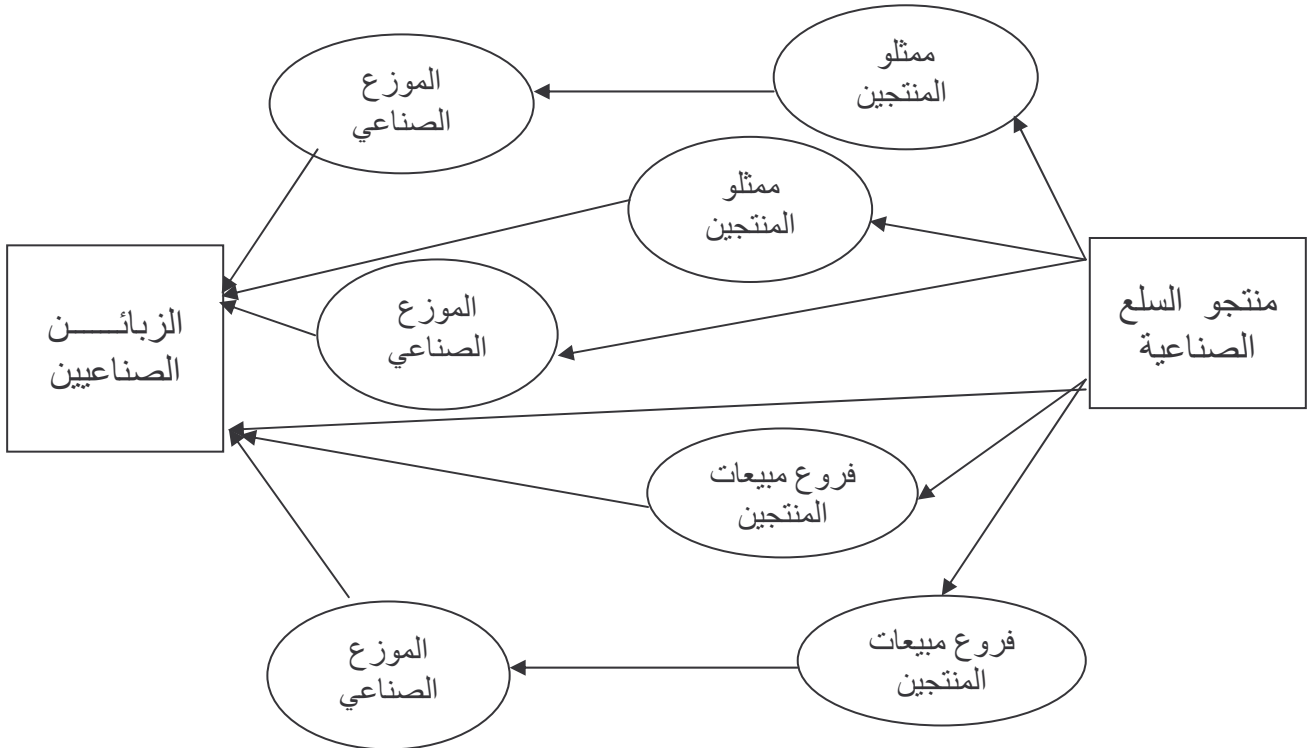 ممثلو
المنتجين
الموزع
الصناعي
ممثلو
المنتجين
منتجو السلع
الصناعية
الموزع
الصناعي
الزبائـــــن
الصناعيين
فروع مبيعات
المنتجين
فروع مبيعات
المنتجين
الموزع
الصناعي